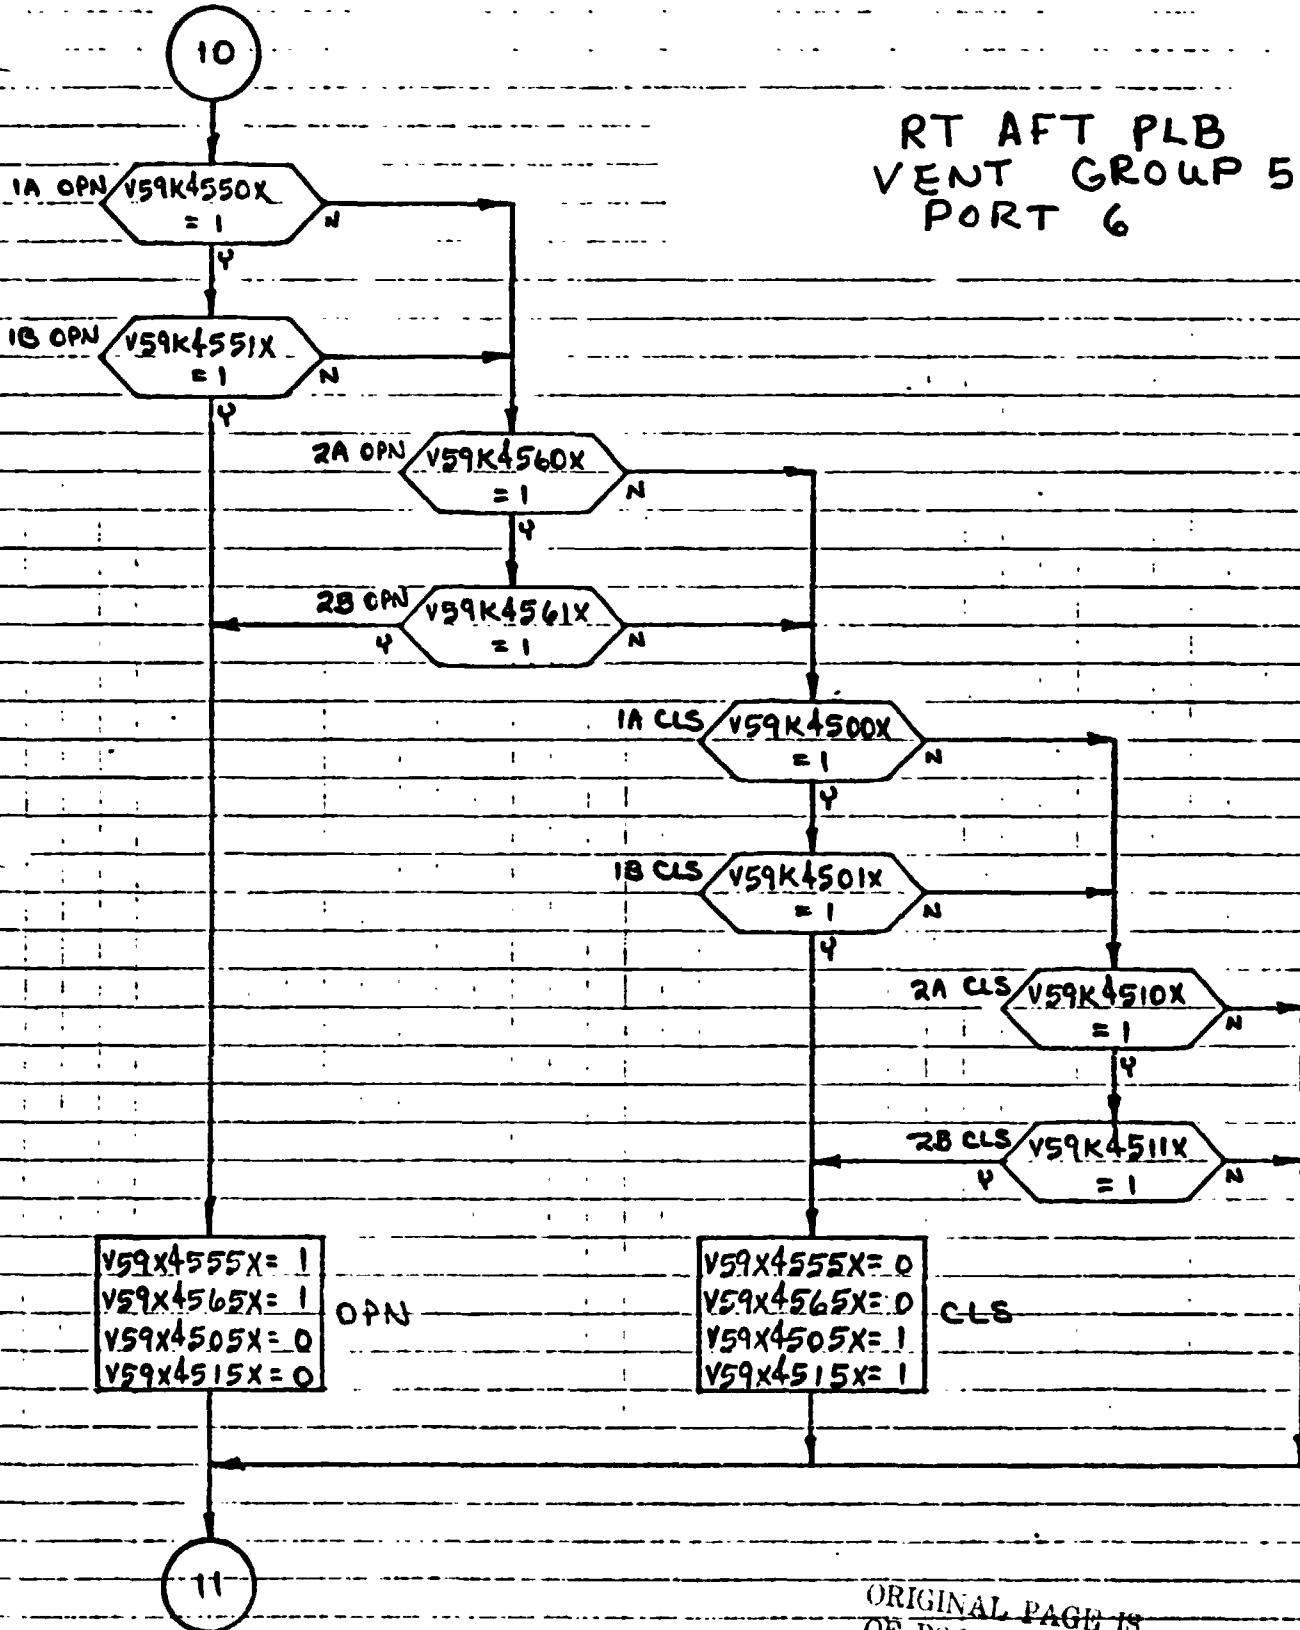 10
RT AFT PLB
VENT GROUP 5
PORT 6
1A OPN
V59K4550X
= 1
N
Y
1B OPN
V59K4551X
= 1
N
Y
2A OPN
V59K4560X
= 1
N
Y
2B OPN
V59K4561X
= 1
Y
N
1A CLS
V59K4500X
= 1
N
Y
1B CLS
V59K4501X
= 1
N
Y
2A CLS
V59K4510X
= 1
N
Y
2B CLS
V59K4511X
= 1
Y
N
V59X4555X= 1
V59X4565X= 1
V59X4505X= 0
V59X4515X= 0
OPN
V59X4555X= 0
V59X4565X= 0
V59X4505X= 1
V59X4515X= 1
CLS
11
ORIGINAL PAGE IS
OF